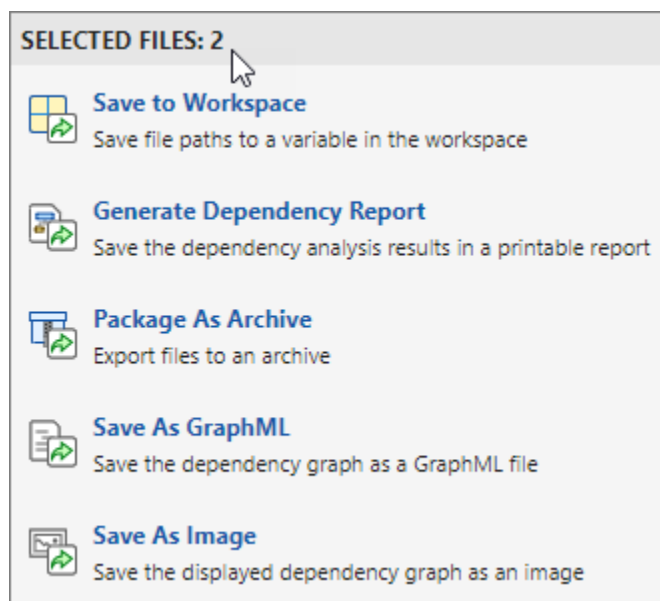 SELECTED FILES: 2
Save to Workspace
Save file paths to a variable in the workspace
Generate Dependency Report
Save the dependency analysis results in a printable report
Package As Archive
Export files to an archive
Save As GraphML
Save the dependency graph as a GraphML file
Save As Image
Save the displayed dependency graph as an image